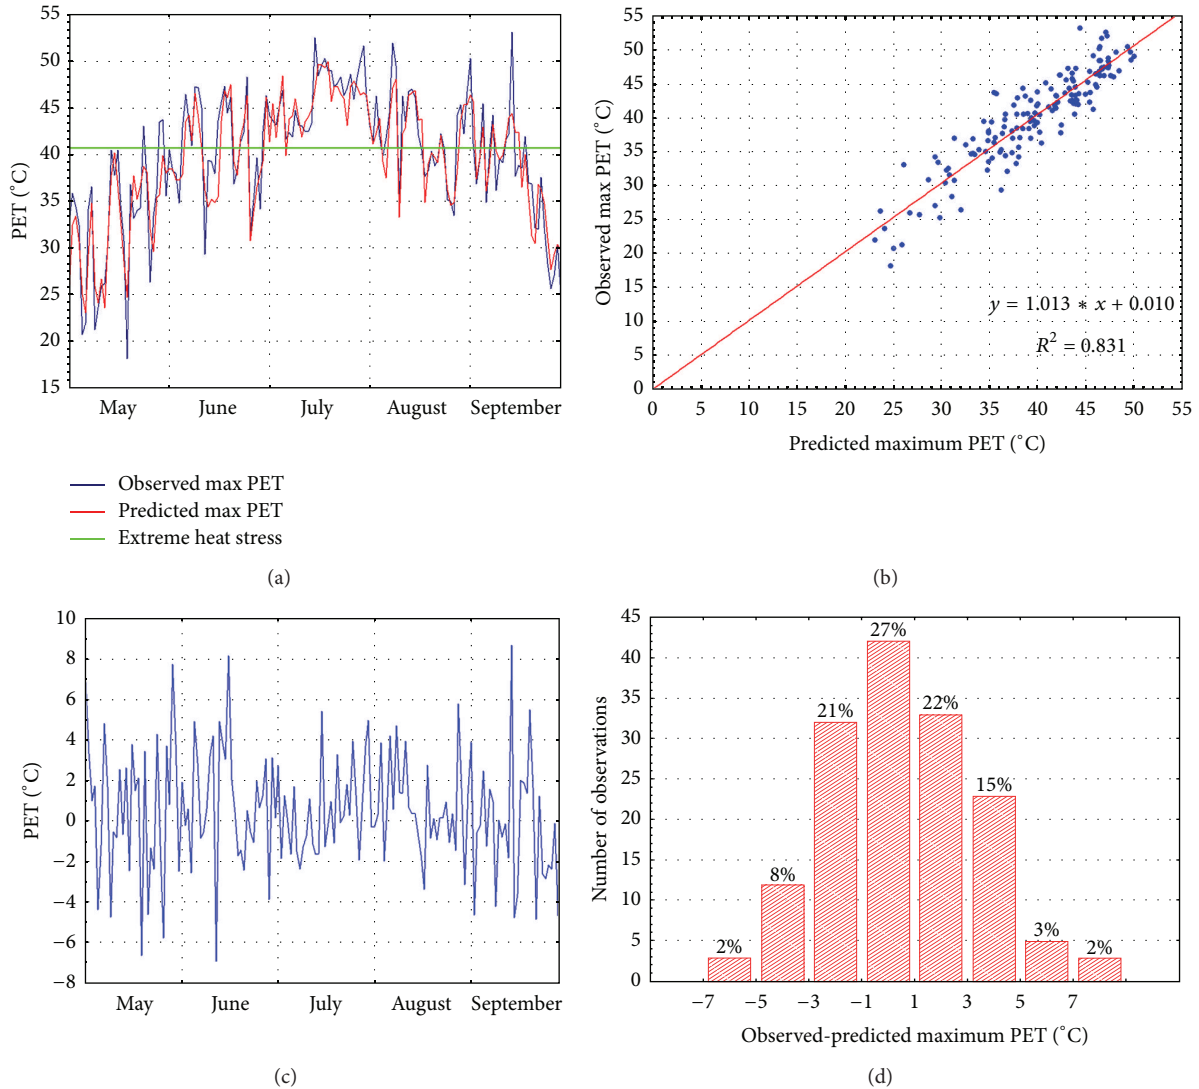 55
50
45
40
35
30
25
20
15
PET (°C)
May June July August September
Observed max PET
Predicted max PET
Extreme heat stress
(a)
55
50
45
40
35
30
25
20
15
10
5
0
Observed max PET (°C)
y = 1.013 * x + 0.010
R² = 0.831
0 5 10 15 20 25 30 35 40 45 50 55
Predicted maximum PET (°C)
(b)
10
8
6
4
2
0
−2
−4
−6
−8
PET (°C)
May June July August September
(c)
45
40
35
30
25
20
15
10
5
0
Number of observations
2%
8%
21%
27%
22%
15%
3%
2%
−7 −5 −3 −1 1 3 5 7
Observed-predicted maximum PET (°C)
(d)